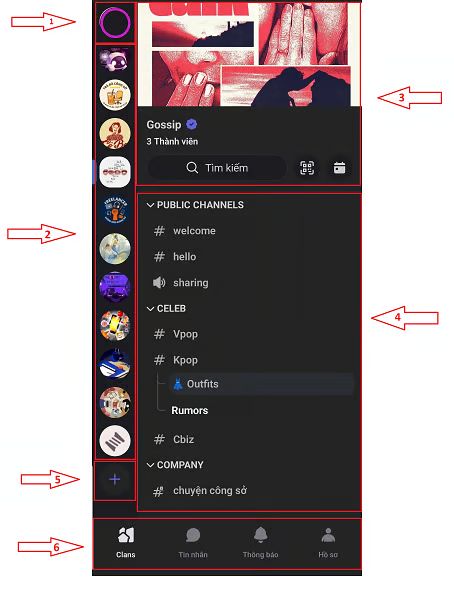 1
3
Gossip
3 Thành viên
Tìm kiếm
PUBLIC CHANNELS
# welcome
2
# hello
sharing
CELEB
4
# Vpop
# Kpop
Outfits
Rumors
# Cbiz
COMPANY
5
+
# chuyện công sở
6
Clans
Tin nhắn
Thông báo
Hồ sơ